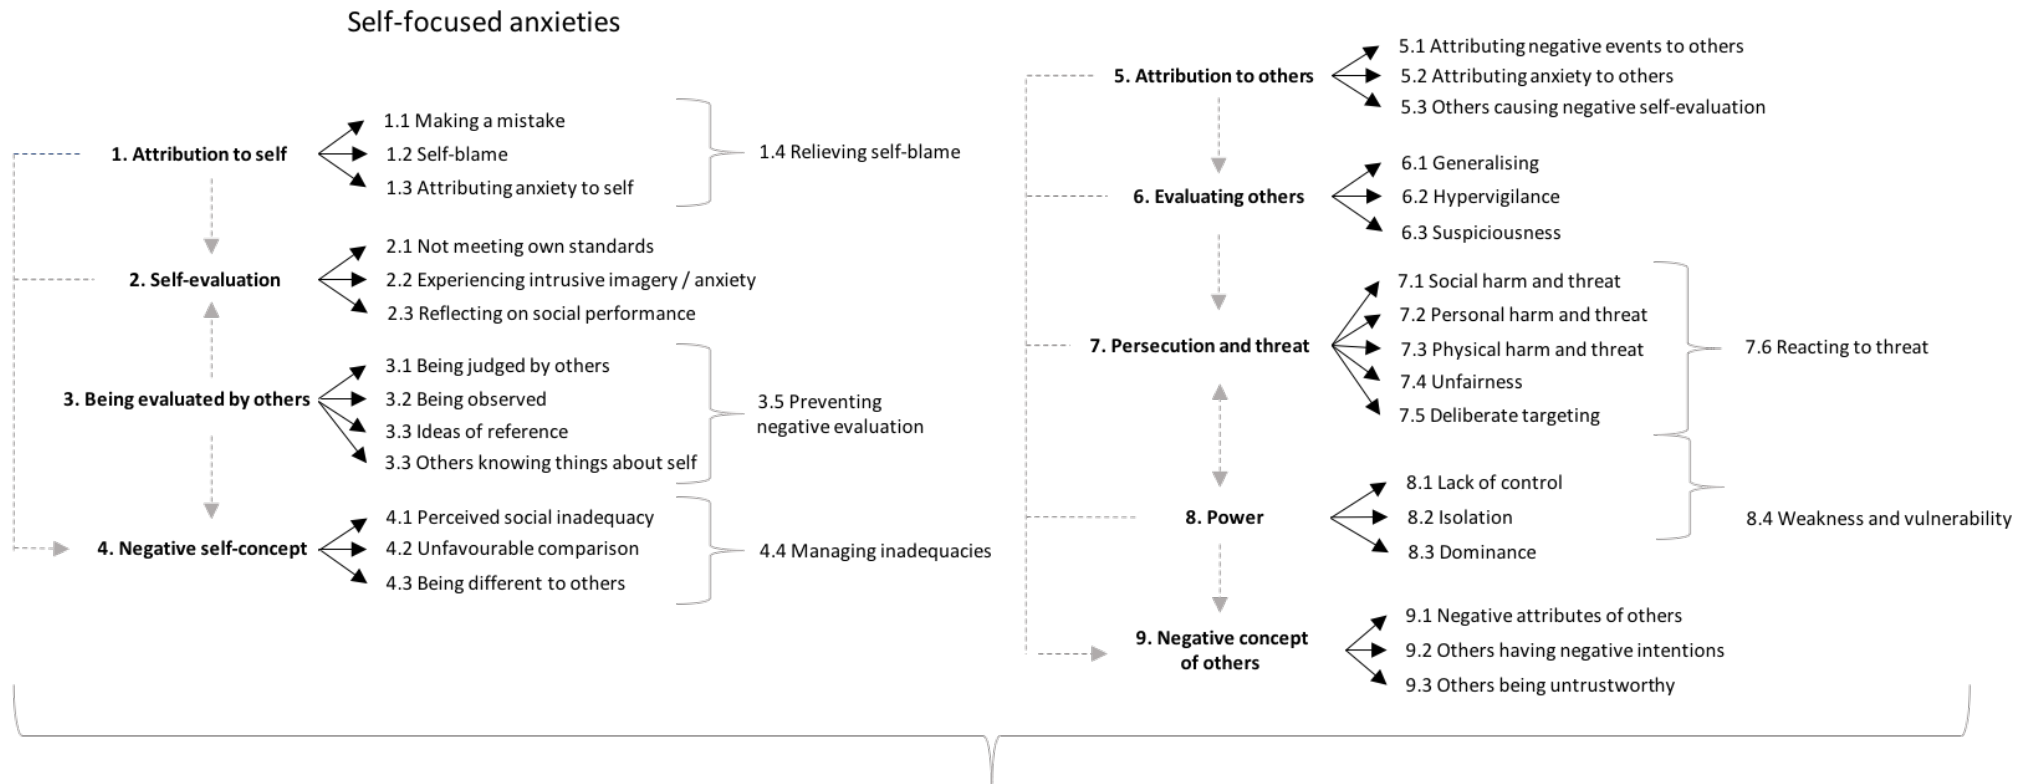 Self-focused anxieties
1. Attribution to self
1.1 Making a mistake
1.2 Self-blame
1.3 Attributing anxiety to self
1.4 Relieving self-blame
2. Self-evaluation
2.1 Not meeting own standards
2.2 Experiencing intrusive imagery / anxiety
2.3 Reflecting on social performance
3. Being evaluated by others
3.1 Being judged by others
3.2 Being observed
3.3 Ideas of reference
3.3 Others knowing things about self
3.5 Preventing
negative evaluation
4. Negative self-concept
4.1 Perceived social inadequacy
4.2 Unfavourable comparison
4.3 Being different to others
4.4 Managing inadequacies
5. Attribution to others
5.1 Attributing negative events to others
5.2 Attributing anxiety to others
5.3 Others causing negative self-evaluation
6. Evaluating others
6.1 Generalising
6.2 Hypervigilance
6.3 Suspiciousness
7. Persecution and threat
7.1 Social harm and threat
7.2 Personal harm and threat
7.3 Physical harm and threat
7.4 Unfairness
7.5 Deliberate targeting
7.6 Reacting to threat
8. Power
8.1 Lack of control
8.2 Isolation
8.3 Dominance
8.4 Weakness and vulnerability
9. Negative concept
of others
9.1 Negative attributes of others
9.2 Others having negative intentions
9.3 Others being untrustworthy